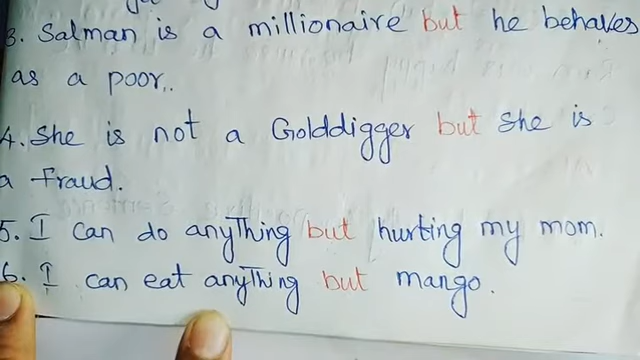 3. Salman is a millionaire but he behaves
as a poor.
4. She is not a Golddigger but she is
a Fraud.
5. I can do anything but hurting my mom.
6. I can eat anything but mango.